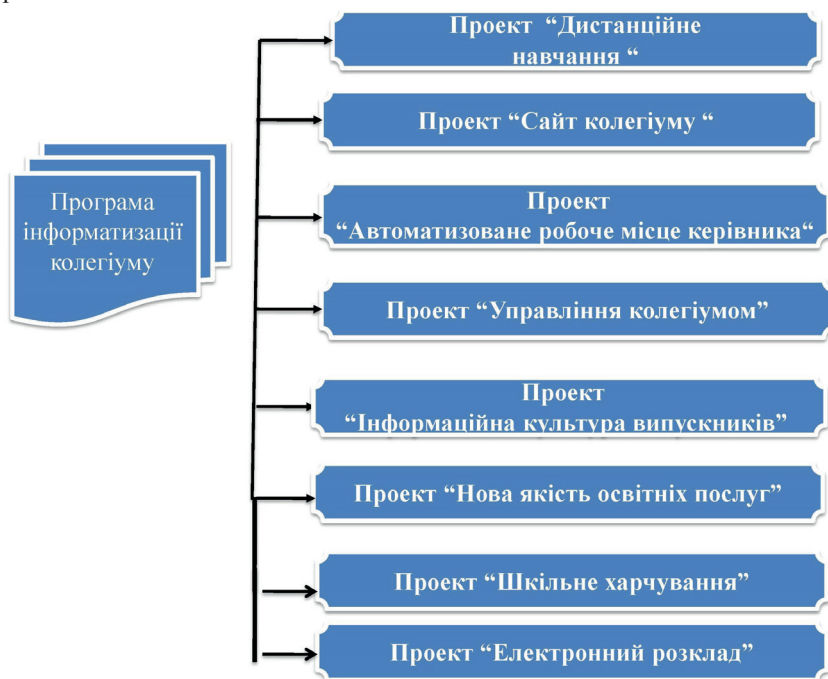 Програма
інформатизації
колегіуму
Проект “Дистанційне
навчання “
Проект “Сайт колегіуму “
Проект
“Автоматизоване робоче місце керівника“
Проект “Управління колегіумом”
Проект
“Інформаційна культура випускників”
Проект “Нова якість освітніх послуг”
Проект “Шкільне харчування”
Проект “Електронний розклад”